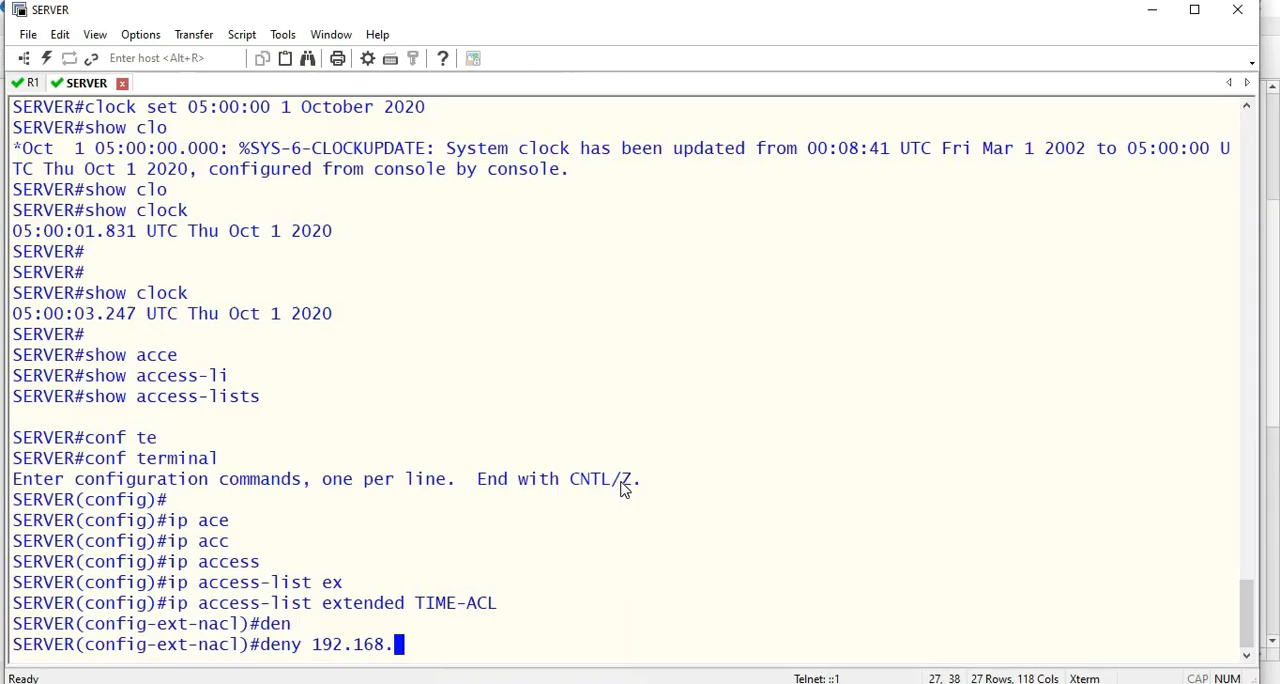 SERVER
File Edit View Options Transfer Script Tools Window Help
Enter host <Alt+R>
R1 SERVER
SERVER#clock set 05:00:00 1 October 2020
SERVER#show clo
*Oct  1 05:00:00.000: %SYS-6-CLOCKUPDATE: System clock has been updated from 00:08:41 UTC Fri Mar 1 2002 to 05:00:00 U
TC Thu Oct 1 2020, configured from console by console.
SERVER#show clo
SERVER#show clock
05:00:01.831 UTC Thu Oct 1 2020
SERVER#
SERVER#
SERVER#show clock
05:00:03.247 UTC Thu Oct 1 2020
SERVER#
SERVER#show acce
SERVER#show access-li
SERVER#show access-lists
SERVER#conf te
SERVER#conf terminal
Enter configuration commands, one per line.  End with CNTL/Z.
SERVER(config)#
SERVER(config)#ip ace
SERVER(config)#ip acc
SERVER(config)#ip access
SERVER(config)#ip access-list ex
SERVER(config)#ip access-list extended TIME-ACL
SERVER(config-ext-nacl)#den
SERVER(config-ext-nacl)#deny 192.168.
Ready Telnet: ::1 27, 38 27 Rows, 118 Cols Xterm CAP NUM